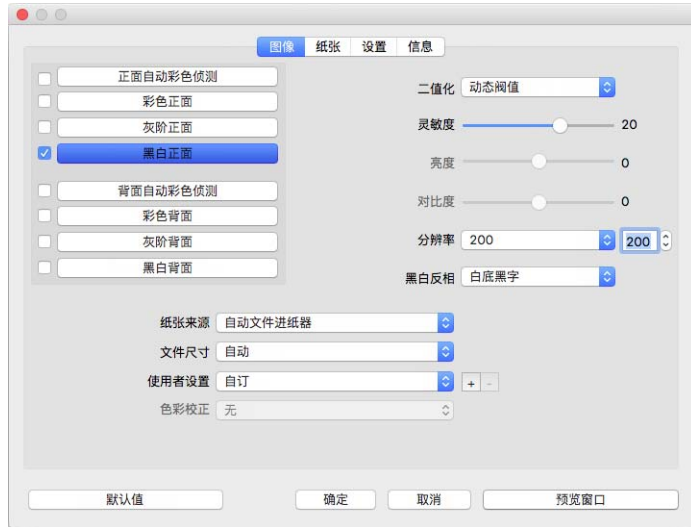 图像 纸张 设置 信息
正面自动彩色侦测
彩色正面
灰阶正面
黑白正面
背面自动彩色侦测
彩色背面
灰阶背面
黑白背面
二值化 动态阀值
灵敏度 20
亮度 0
对比度 0
分辨率 200 200
黑白反相 白底黑字
纸张来源 自动文件进纸器
文件尺寸 自动
使用者设置 自订 + -
色彩校正 无
默认值 确定 取消 预览窗口